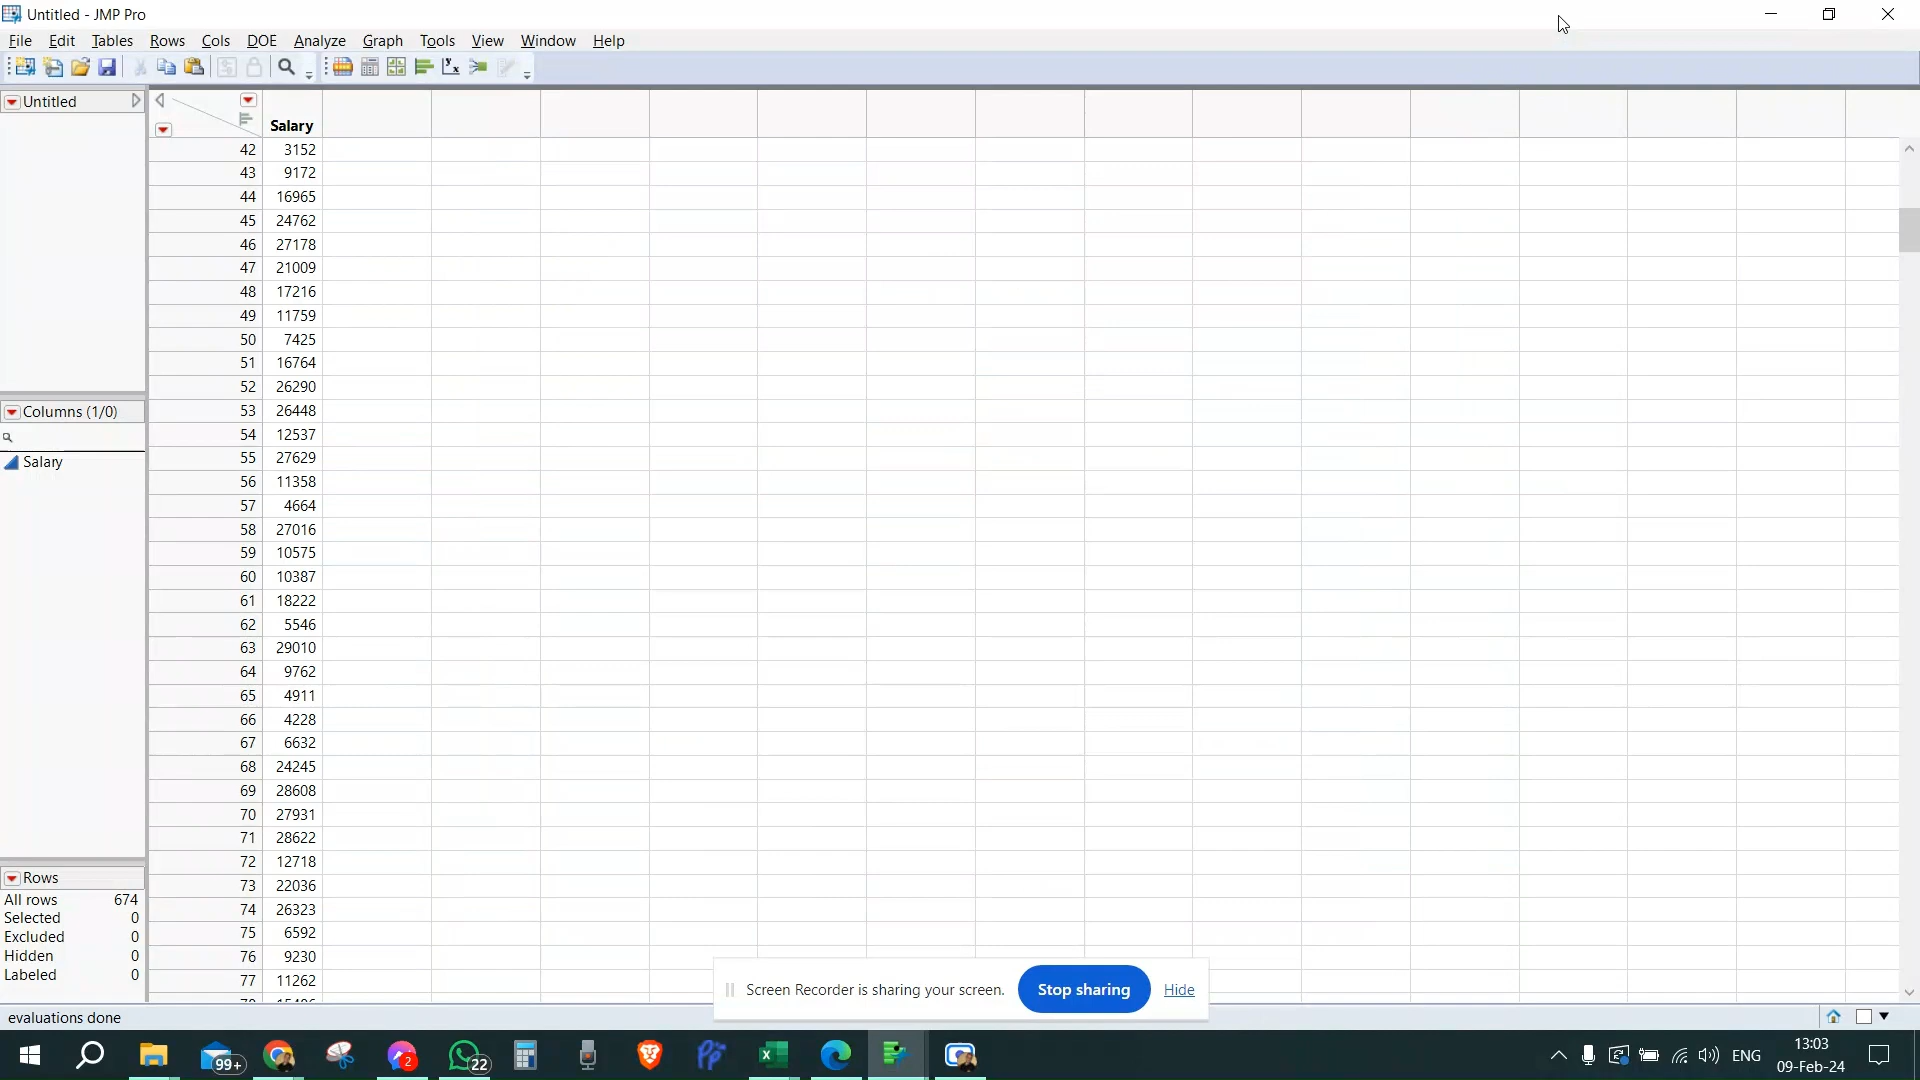 Untitled - JMP Pro
File Edit Tables Rows Cols DOE Analyze Graph Tools View Window Help
Untitled
Salary
42 3152
43 9172
44 16965
45 24762
46 27178
47 21009
48 17216
49 11759
50 7425
51 16764
52 26290
53 26448
54 12537
55 27629
56 11358
57 4664
58 27016
59 10575
60 10387
61 18222
62 5546
63 29010
64 9762
65 4911
66 4228
67 6632
68 24245
69 28608
70 27931
71 28622
72 12718
73 22036
74 26323
75 6592
76 9230
77 11262
Columns (1/0)
Salary
Rows
All rows 674
Selected 0
Excluded 0
Hidden 0
Labeled 0
Screen Recorder is sharing your screen. Stop sharing Hide
evaluations done
99+ 2 22
ENG
13:03
09-Feb-24